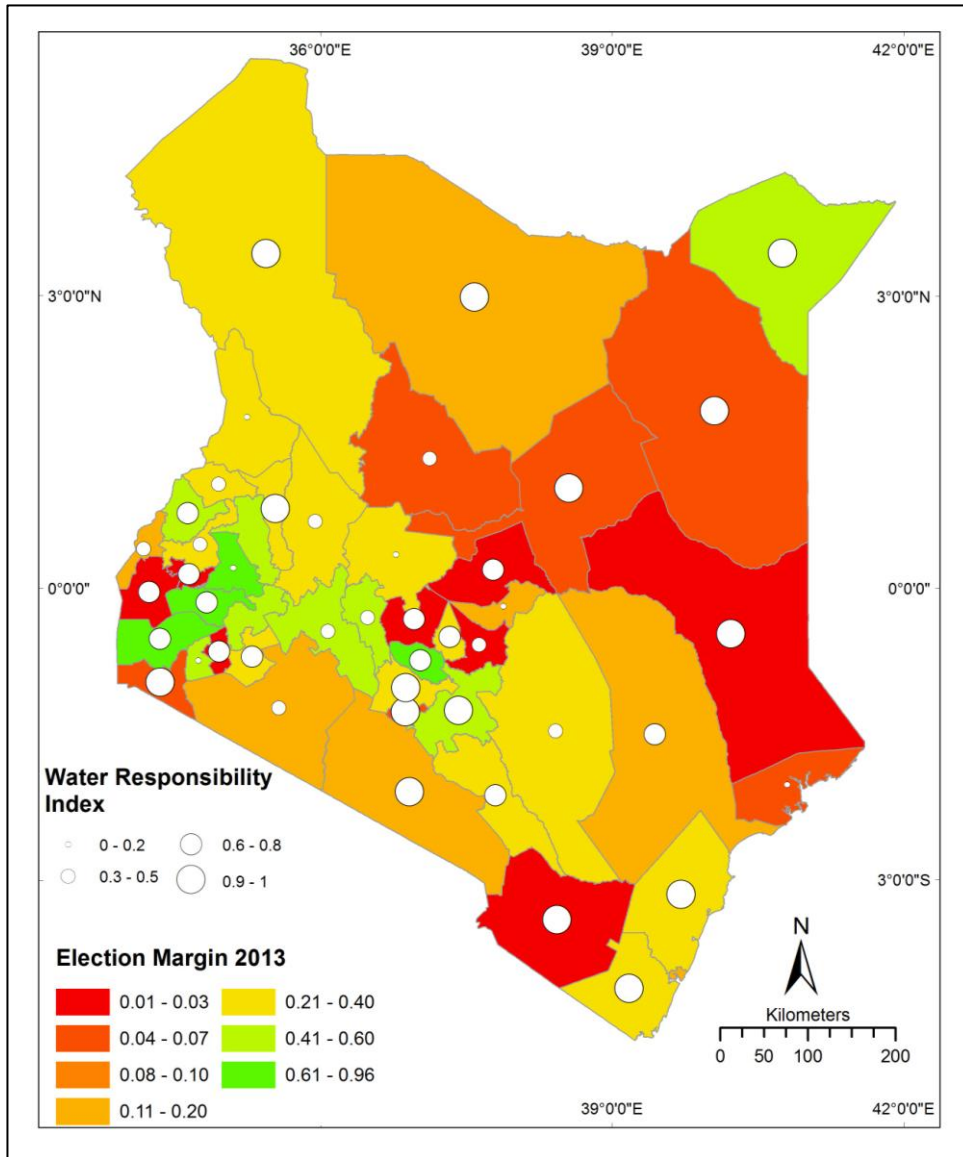 36°0'0"E 39°0'0"E 42°0'0"E
3°0'0"N 3°0'0"N
0°0'0" 0°0'0"
Water Responsibility
Index
0 - 0.2 0.6 - 0.8
0.3 - 0.5 0.9 - 1
3°0'0"S
Election Margin 2013
0.01 - 0.03 0.21 - 0.40
0.04 - 0.07 0.41 - 0.60
0.08 - 0.10 0.61 - 0.96
0.11 - 0.20
N
Kilometers
0 50 100 200
39°0'0"E 42°0'0"E